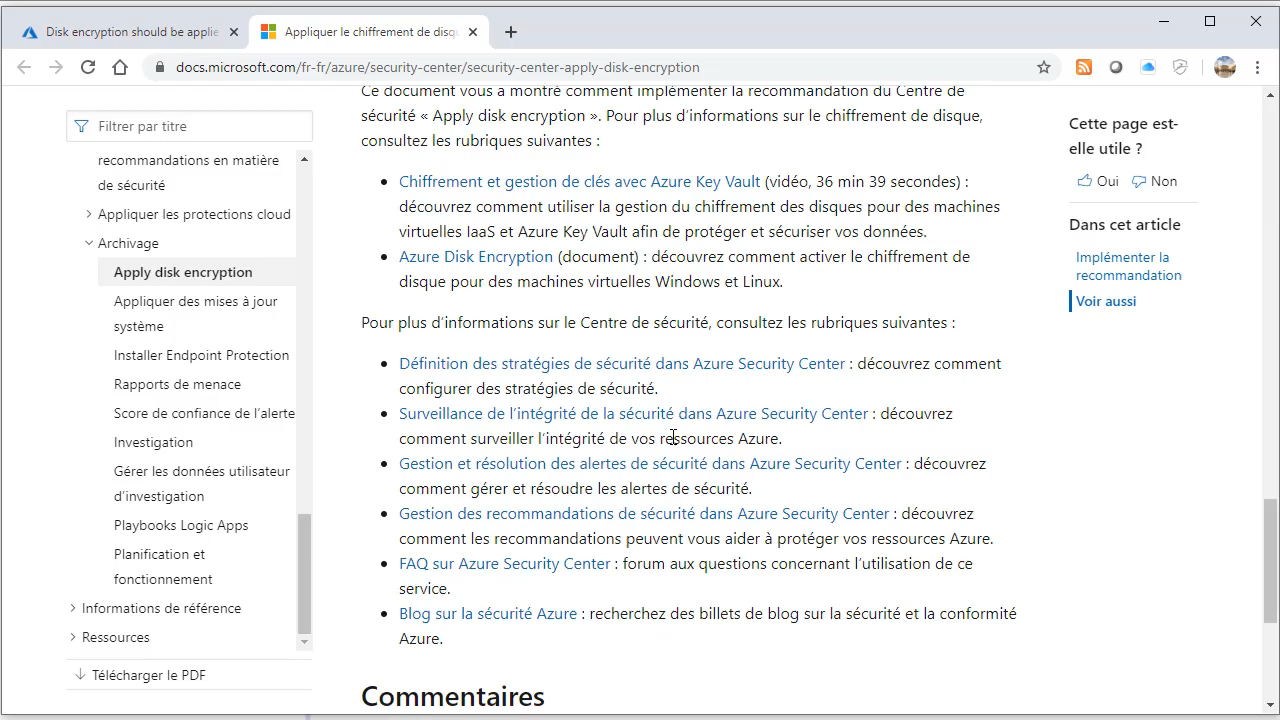 Disk encryption should be applie
Appliquer le chiffrement de disq
docs.microsoft.com/fr-fr/azure/security-center/security-center-apply-disk-encryption
Filtrer par titre
recommandations en matière
de sécurité
Appliquer les protections cloud
Archivage
Apply disk encryption
Appliquer des mises à jour
système
Installer Endpoint Protection
Rapports de menace
Score de confiance de l'alerte
Investigation
Gérer les données utilisateur
d'investigation
Playbooks Logic Apps
Planification et
fonctionnement
Informations de référence
Ressources
Télécharger le PDF
Ce document vous a montré comment implémenter la recommandation du Centre de
sécurité « Apply disk encryption ». Pour plus d'informations sur le chiffrement de disque,
consultez les rubriques suivantes :
• Chiffrement et gestion de clés avec Azure Key Vault (vidéo, 36 min 39 secondes) :
découvrez comment utiliser la gestion du chiffrement des disques pour des machines
virtuelles IaaS et Azure Key Vault afin de protéger et sécuriser vos données.
• Azure Disk Encryption (document) : découvrez comment activer le chiffrement de
disque pour des machines virtuelles Windows et Linux.
Pour plus d'informations sur le Centre de sécurité, consultez les rubriques suivantes :
• Définition des stratégies de sécurité dans Azure Security Center : découvrez comment
configurer des stratégies de sécurité.
• Surveillance de l'intégrité de la sécurité dans Azure Security Center : découvrez
comment surveiller l'intégrité de vos ressources Azure.
• Gestion et résolution des alertes de sécurité dans Azure Security Center : découvrez
comment gérer et résoudre les alertes de sécurité.
• Gestion des recommandations de sécurité dans Azure Security Center : découvrez
comment les recommandations peuvent vous aider à protéger vos ressources Azure.
• FAQ sur Azure Security Center : forum aux questions concernant l'utilisation de ce
service.
• Blog sur la sécurité Azure : recherchez des billets de blog sur la sécurité et la conformité
Azure.
Commentaires
Cette page est-
elle utile ?
Oui Non
Dans cet article
Implémenter la
recommandation
Voir aussi